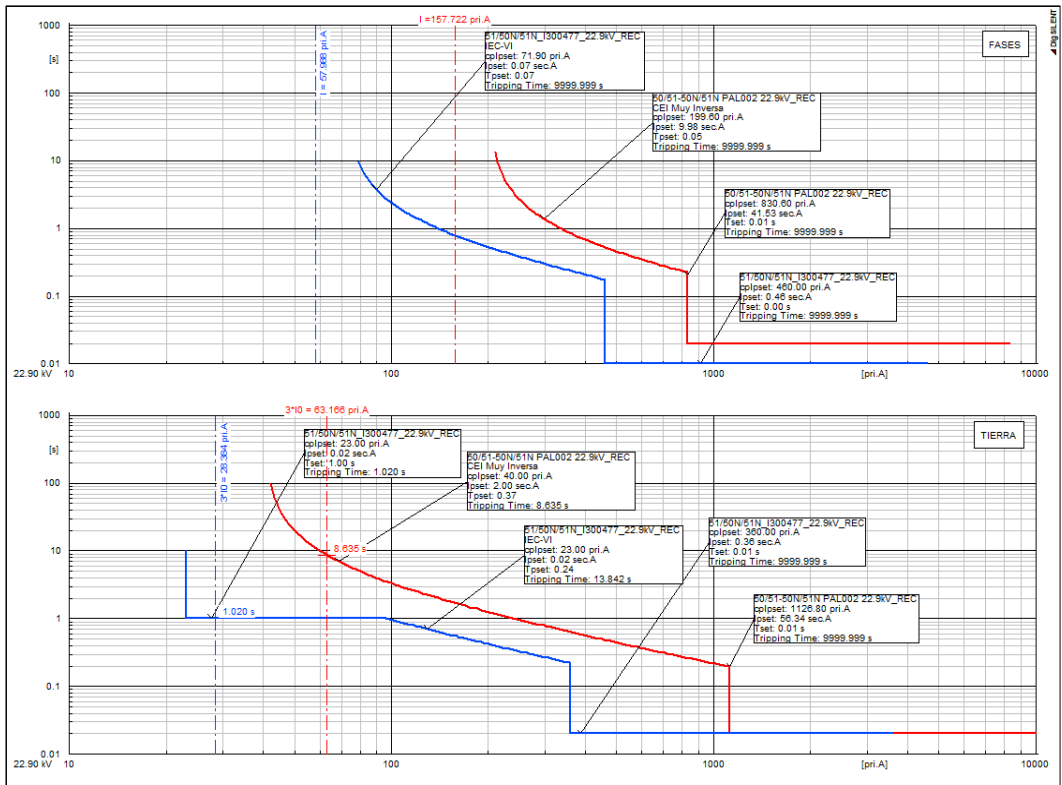 I =157.722 pri.A
1000
[s]
100
10
1
0.1
0.01
I = 57.988 pri.A
51/50N/51N_I300477_22.9kV_REC
IEC-VI
cpIpset: 71.90 pri.A
Ipset: 0.07 sec.A
Tpset: 0.07
Tripping Time: 9999.999 s
50/51-50N/51N PAL002 22.9kV_REC
CEI Muy Inversa
cpIpset: 199.60 pri.A
Ipset: 9.98 sec.A
Tpset: 0.05
Tripping Time: 9999.999 s
50/51-50N/51N PAL002 22.9kV_REC
cpIpset: 830.60 pri.A
Ipset: 41.53 sec.A
Tset: 0.01 s
Tripping Time: 9999.999 s
51/50N/51N_I300477_22.9kV_REC
cpIpset: 460.00 pri.A
Ipset: 0.46 sec.A
Tset: 0.00 s
Tripping Time: 9999.999 s
FASES
DIgSILENT
22.90 kV
10
100
1000
[pri.A]
10000
3*I0 = 63.166 pri.A
1000
[s]
100
10
1
0.1
0.01
51/50N/51N_I300477_22.9kV_REC
cpIpset: 23.00 pri.A
Ipset: 0.02 sec.A
Tset: 1.00 s
Tripping Time: 1.020 s
50/51-50N/51N PAL002 22.9kV_REC
CEI Muy Inversa
cpIpset: 40.00 pri.A
Ipset: 2.00 sec.A
Tpset: 0.37
Tripping Time: 8.635 s
51/50N/51N_I300477_22.9kV_REC
IEC-VI
cpIpset: 23.00 pri.A
Ipset: 0.02 sec.A
Tpset: 0.24
Tripping Time: 13.842 s
51/50N/51N_I300477_22.9kV_REC
cpIpset: 360.00 pri.A
Ipset: 0.36 sec.A
Tset: 0.01 s
Tripping Time: 9999.999 s
50/51-50N/51N PAL002 22.9kV_REC
cpIpset: 1126.80 pri.A
Ipset: 56.34 sec.A
Tset: 0.01 s
Tripping Time: 9999.999 s
TIERRA
8.635 s
1.020 s
22.90 kV
10
100
1000
[pri.A]
10000